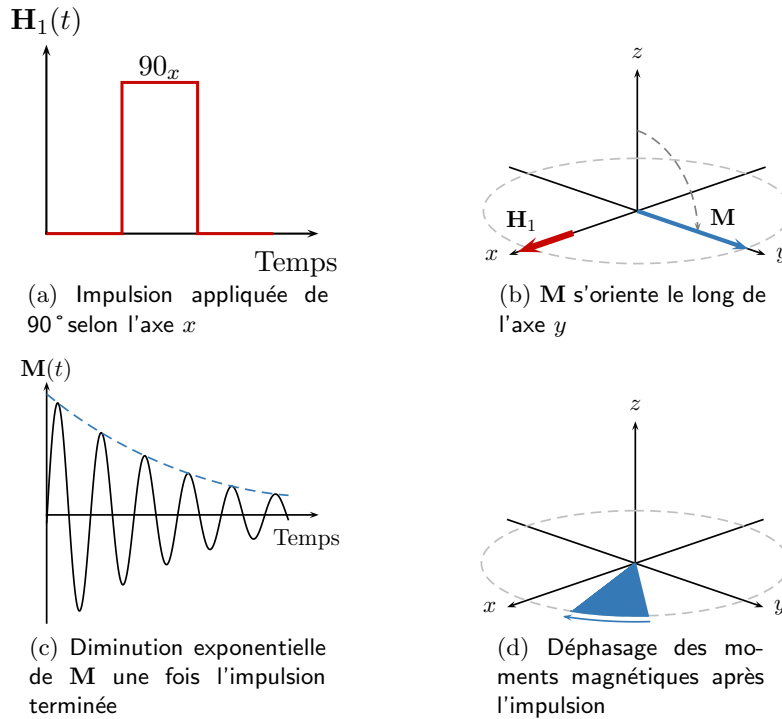 H₁(t)
90ₓ
Temps
(a) Impulsion appliquée de
90° selon l'axe x
z
H₁
M
x
y
(b) M s'oriente le long de
l'axe y
M(t)
Temps
(c) Diminution exponentielle
de M une fois l'impulsion
terminée
z
x
y
(d) Déphasage des mo-
ments magnétiques après
l'impulsion